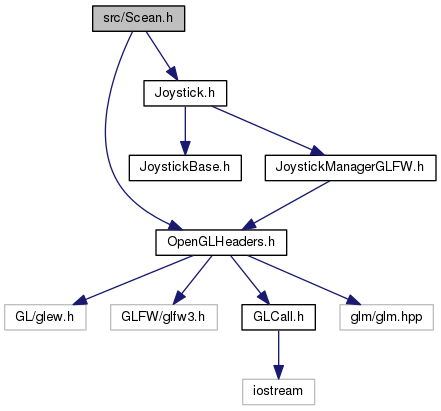 src/Scean.h
Joystick.h
JoystickBase.h
JoystickManagerGLFW.h
OpenGLHeaders.h
GL/glew.h
GLFW/glfw3.h
GLCall.h
glm/glm.hpp
iostream